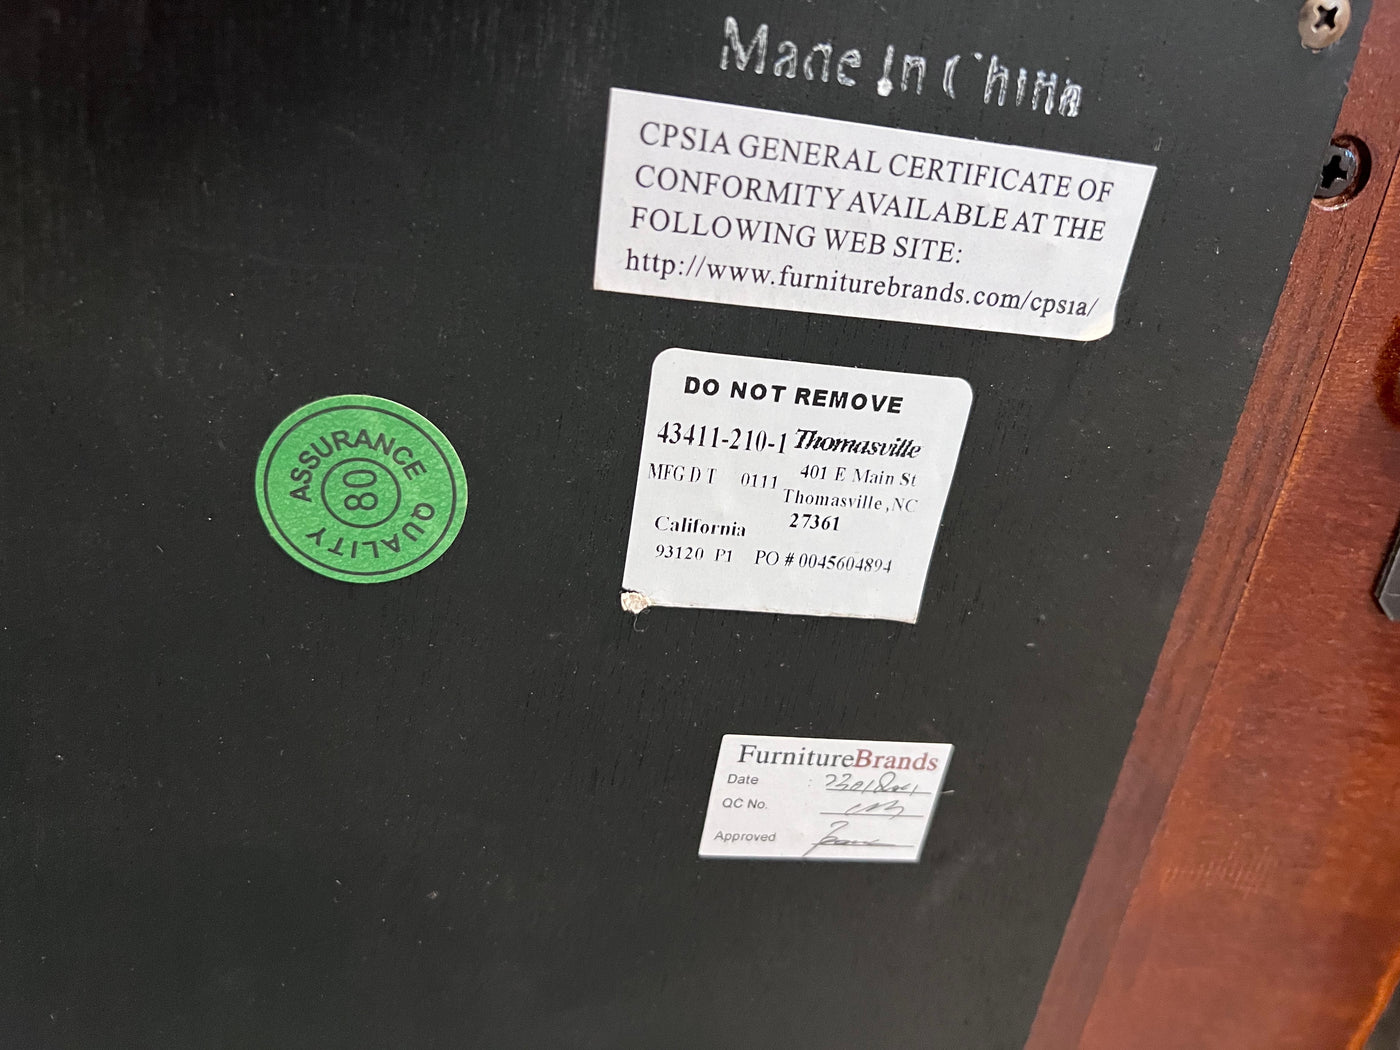 Made In China
CPSIA GENERAL CERTIFICATE OF
CONFORMITY AVAILABLE AT THE
FOLLOWING WEB SITE:
http://www.furniturebrands.com/cpsia/
DO NOT REMOVE
43411-210-1 Thomasville
MFG D T 0111 401 E Main St
Thomasville, NC
27361
California
93120 P1 PO # 0045604894
ASSURANCE QUALITY
80
FurnitureBrands
Date :
QC No.
Approved